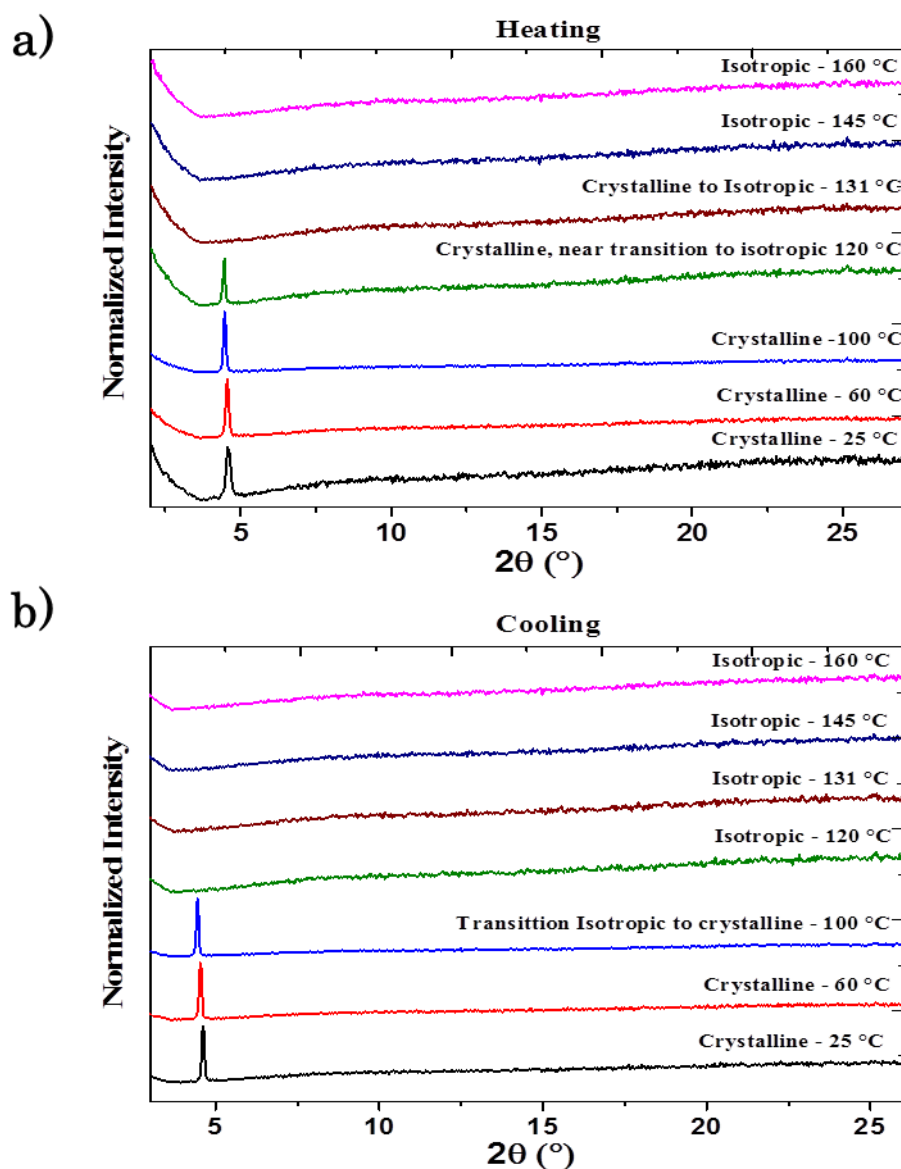 a)
Heating
Normalized Intensity
Isotropic - 160 °C
Isotropic - 145 °C
Crystalline to Isotropic - 131 °C
Crystalline, near transition to isotropic 120 °C
Crystalline -100 °C
Crystalline - 60 °C
Crystalline - 25 °C
5 10 15 20 25
2θ (°)
b)
Cooling
Normalized Intensity
Isotropic - 160 °C
Isotropic - 145 °C
Isotropic - 131 °C
Isotropic - 120 °C
Transittion Isotropic to crystalline - 100 °C
Crystalline - 60 °C
Crystalline - 25 °C
5 10 15 20 25
2θ (°)